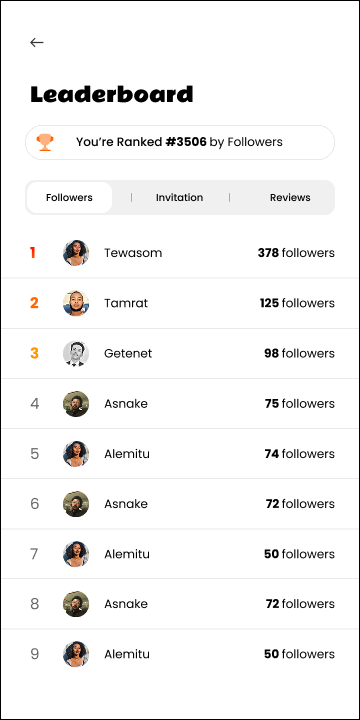 Leaderboard
You're Ranked #3506 by Followers
Followers Invitation Reviews
1 Tewasom 378 followers
2 Tamrat 125 followers
3 Getenet 98 followers
4 Asnake 75 followers
5 Alemitu 74 followers
6 Asnake 72 followers
7 Alemitu 50 followers
8 Asnake 72 followers
9 Alemitu 50 followers